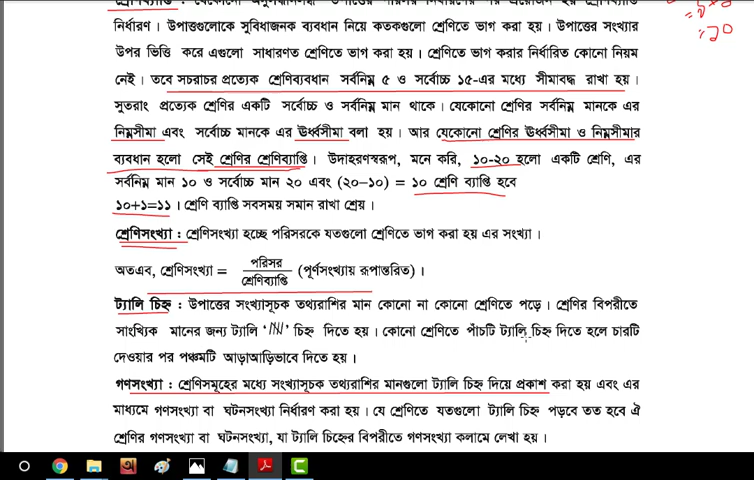 নির্ধারণ। উপাত্তগুলোকে সুবিধাজনক ব্যবধান নিয়ে কতকগুলো শ্রেণিতে ভাগ করা হয়। উপাত্তের সংখ্যার
উপর ভিত্তি করে এগুলো সাধারণত শ্রেণিতে ভাগ করা হয়। শ্রেণিতে ভাগ করার নির্ধারিত কোনো নিয়ম
নেই। তবে সচরাচর প্রত্যেক শ্রেণিব্যবধান সর্বনিম্ন ৫ ও সর্বোচ্চ ১৫-এর মধ্যে সীমাবদ্ধ রাখা হয়।
সুতরাং প্রত্যেক শ্রেণির একটি সর্বোচ্চ ও সর্বনিম্ন মান থাকে। যেকোনো শ্রেণির সর্বনিম্ন মানকে এর
নিম্নসীমা এবং সর্বোচ্চ মানকে এর ঊর্ধ্বসীমা বলা হয়। আর যেকোনো শ্রেণির ঊর্ধ্বসীমা ও নিম্নসীমার
ব্যবধান হলো সেই শ্রেণির শ্রেণিব্যাপ্তি। উদাহরণস্বরূপ, মনে করি, ১০-২০ হলো একটি শ্রেণি, এর
সর্বনিম্ন মান ১০ ও সর্বোচ্চ মান ২০ এবং (২০–১০) = ১০ শ্রেণি ব্যাপ্তি হবে
১০+১=১১। শ্রেণি ব্যাপ্তি সবসময় সমান রাখা শ্রেয়।
শ্রেণিসংখ্যা : শ্রেণিসংখ্যা হচ্ছে পরিসরকে যতগুলো শ্রেণিতে ভাগ করা হয় এর সংখ্যা।
অতএব, শ্রেণিসংখ্যা = পরিসর / শ্রেণিব্যাপ্তি (পূর্ণসংখ্যায় রূপান্তরিত)।
ট্যালি চিহ্ন : উপাত্তের সংখ্যাসূচক তথ্যরাশির মান কোনো না কোনো শ্রেণিতে পড়ে। শ্রেণির বিপরীতে
সাংখ্যিক মানের জন্য ট্যালি ' ' চিহ্ন দিতে হয়। কোনো শ্রেণিতে পাঁচটি ট্যালি চিহ্ন দিতে হলে চারটি
দেওয়ার পর পঞ্চমটি আড়াআড়িভাবে দিতে হয়।
গণসংখ্যা : শ্রেণিসমূহের মধ্যে সংখ্যাসূচক তথ্যরাশির মানগুলো ট্যালি চিহ্ন দিয়ে প্রকাশ করা হয় এবং এর
মাধ্যমে গণসংখ্যা বা ঘটনসংখ্যা নির্ধারণ করা হয়। যে শ্রেণিতে যতগুলো ট্যালি চিহ্ন পড়বে তত হবে ঐ
শ্রেণির গণসংখ্যা বা ঘটনসংখ্যা, যা ট্যালি চিহ্নের বিপরীতে গণসংখ্যা কলামে লেখা হয়।